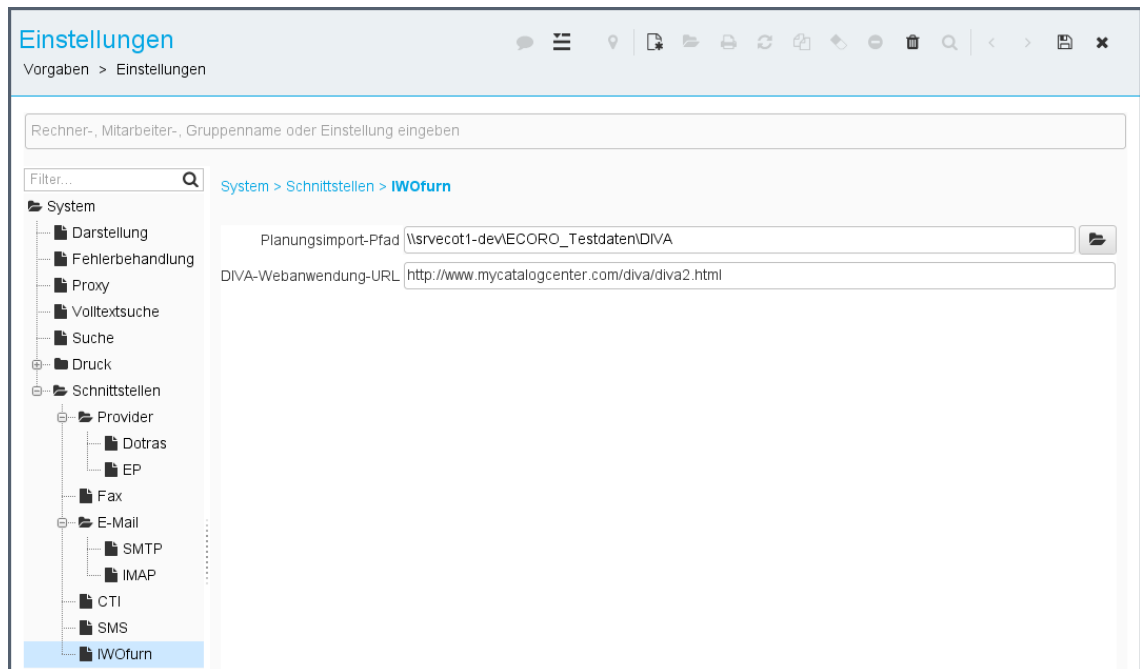 Einstellungen
Vorgaben > Einstellungen
Rechner-, Mitarbeiter-, Gruppenname oder Einstellung eingeben
Filter...
System
Darstellung
Fehlerbehandlung
Proxy
Volltextsuche
Suche
Druck
Schnittstellen
Provider
Dotras
EP
Fax
E-Mail
SMTP
IMAP
CTI
SMS
IWOfurn
System > Schnittstellen > IWOfurn
Planungsimport-Pfad \\srvecot1-dev\ECORO_Testdaten\DIVA
DIVA-Webanwendung-URL http://www.mycatalogcenter.com/diva/diva2.html